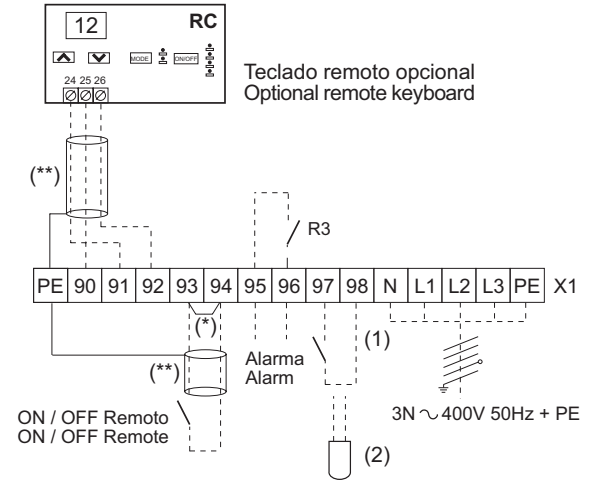 12 RC
MODE ON/OFF
24 25 26
Teclado remoto opcional
Optional remote keyboard
(**)
R3
PE 90 91 92 93 94 95 96 97 98 N L1 L2 L3 PE X1
(*)
(1)
Alarma
Alarm
(**)
ON / OFF Remoto
ON / OFF Remote
3N ~ 400V 50Hz + PE
(2)